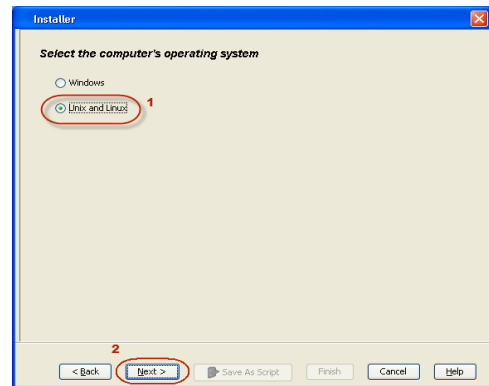 Installer
Select the computer's operating system
Windows
Unix and Linux
1
2
< Back
Next >
Save As Script
Finish
Cancel
Help